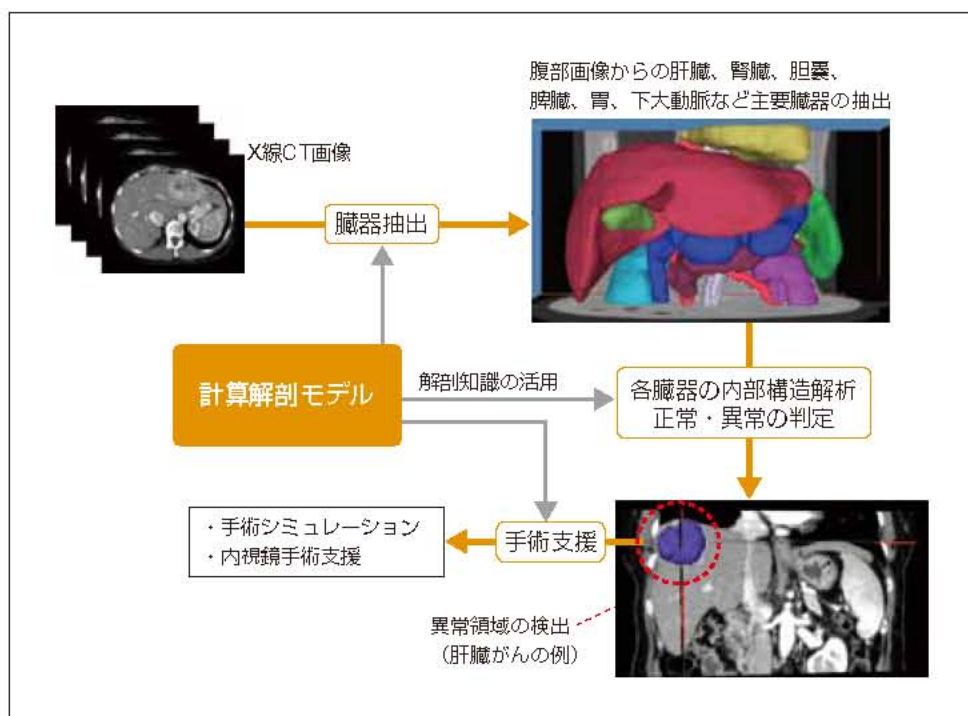 腹部画像からの肝臓、腎臓、胆嚢、
脾臓、胃、下大動脈など主要臓器の抽出
X線CT画像
臓器抽出
計算解剖モデル
解剖知識の活用
各臓器の内部構造解析
正常・異常の判定
・手術シミュレーション
・内視鏡手術支援
手術支援
異常領域の検出
（肝臓がんの例）